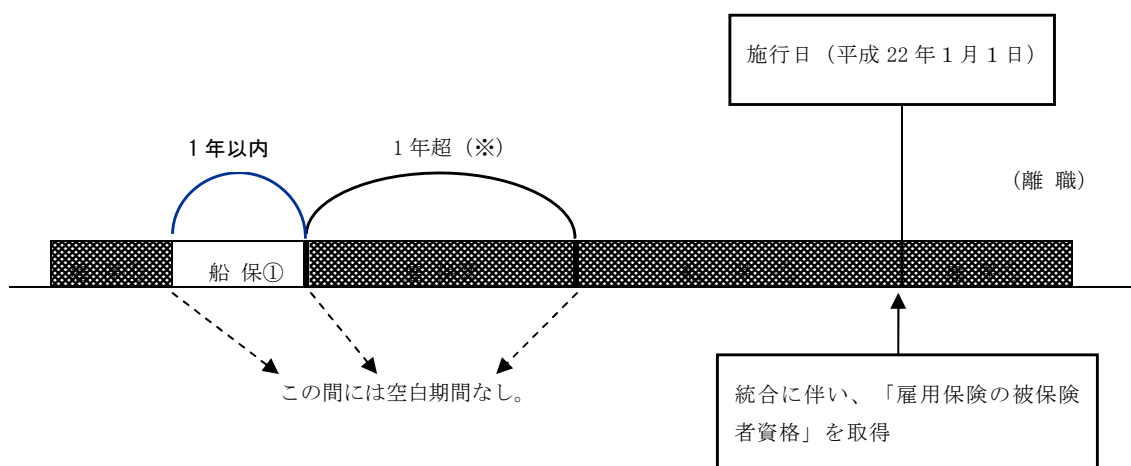 施行日（平成 22 年 1 月 1 日）
1 年以内
1 年超（※）
（離 職）
船 保①
この間には空白期間なし。
統合に伴い、「雇用保険の被保険
者資格」を取得